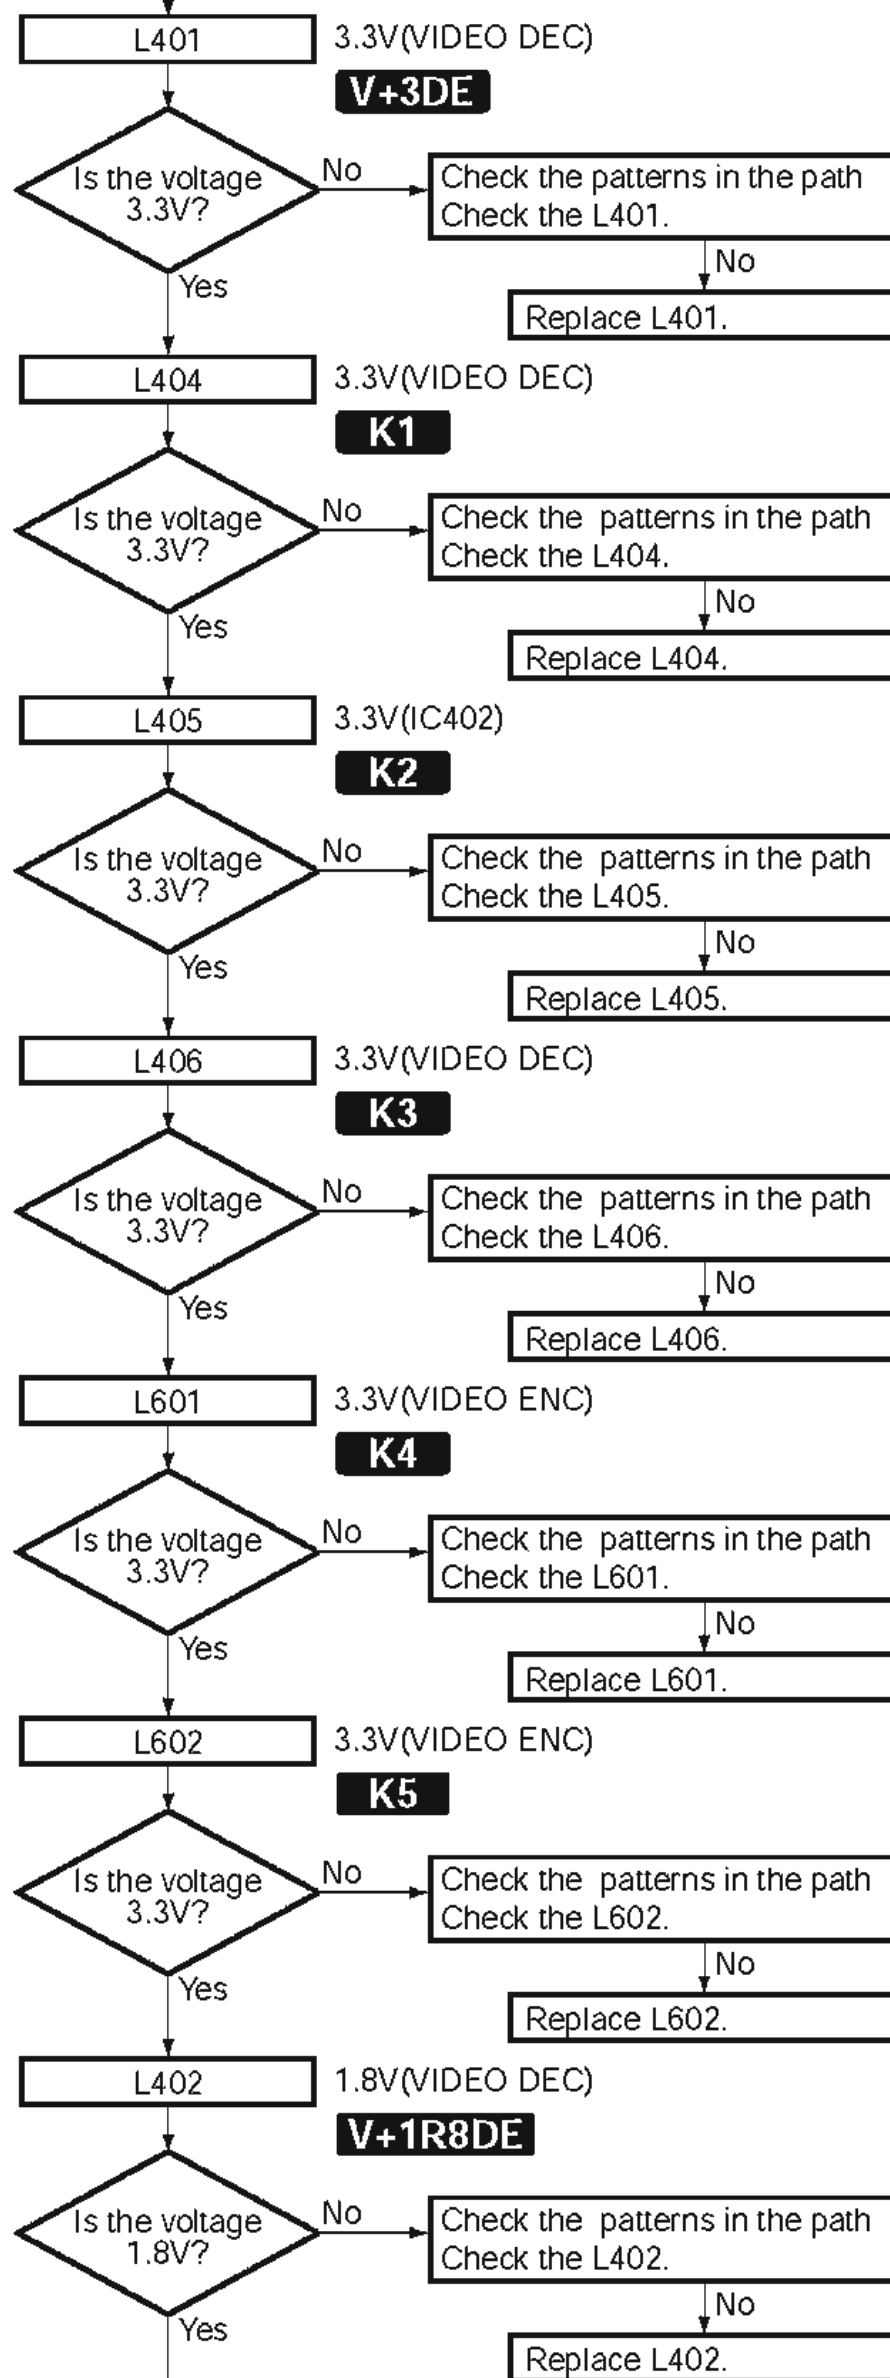 L401
3.3V(VIDEO DEC)
V+3DE
Is the voltage
3.3V?
No
Check the patterns in the path
Check the L401.
No
Replace L401.
Yes
L404
3.3V(VIDEO DEC)
K1
Is the voltage
3.3V?
No
Check the  patterns in the path
Check the L404.
No
Replace L404.
Yes
L405
3.3V(IC402)
K2
Is the voltage
3.3V?
No
Check the  patterns in the path
Check the L405.
No
Replace L405.
Yes
L406
3.3V(VIDEO DEC)
K3
Is the voltage
3.3V?
No
Check the  patterns in the path
Check the L406.
No
Replace L406.
Yes
L601
3.3V(VIDEO ENC)
K4
Is the voltage
3.3V?
No
Check the  patterns in the path
Check the L601.
No
Replace L601.
Yes
L602
3.3V(VIDEO ENC)
K5
Is the voltage
3.3V?
No
Check the  patterns in the path
Check the L602.
No
Replace L602.
Yes
L402
1.8V(VIDEO DEC)
V+1R8DE
Is the voltage
1.8V?
No
Check the  patterns in the path
Check the L402.
No
Replace L402.
Yes